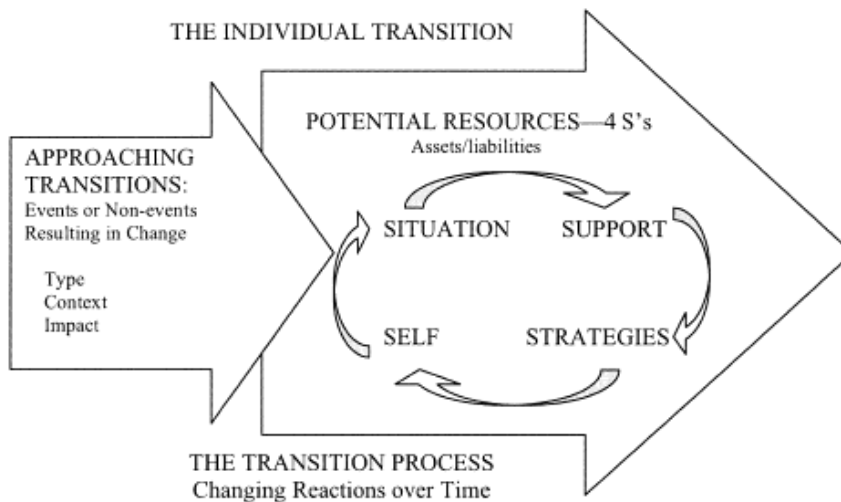 THE INDIVIDUAL TRANSITION
POTENTIAL RESOURCES—4 S's
Assets/liabilities
APPROACHING
TRANSITIONS:
Events or Non-events
Resulting in Change
Type
Context
Impact
SITUATION
SUPPORT
SELF
STRATEGIES
THE TRANSITION PROCESS
Changing Reactions over Time